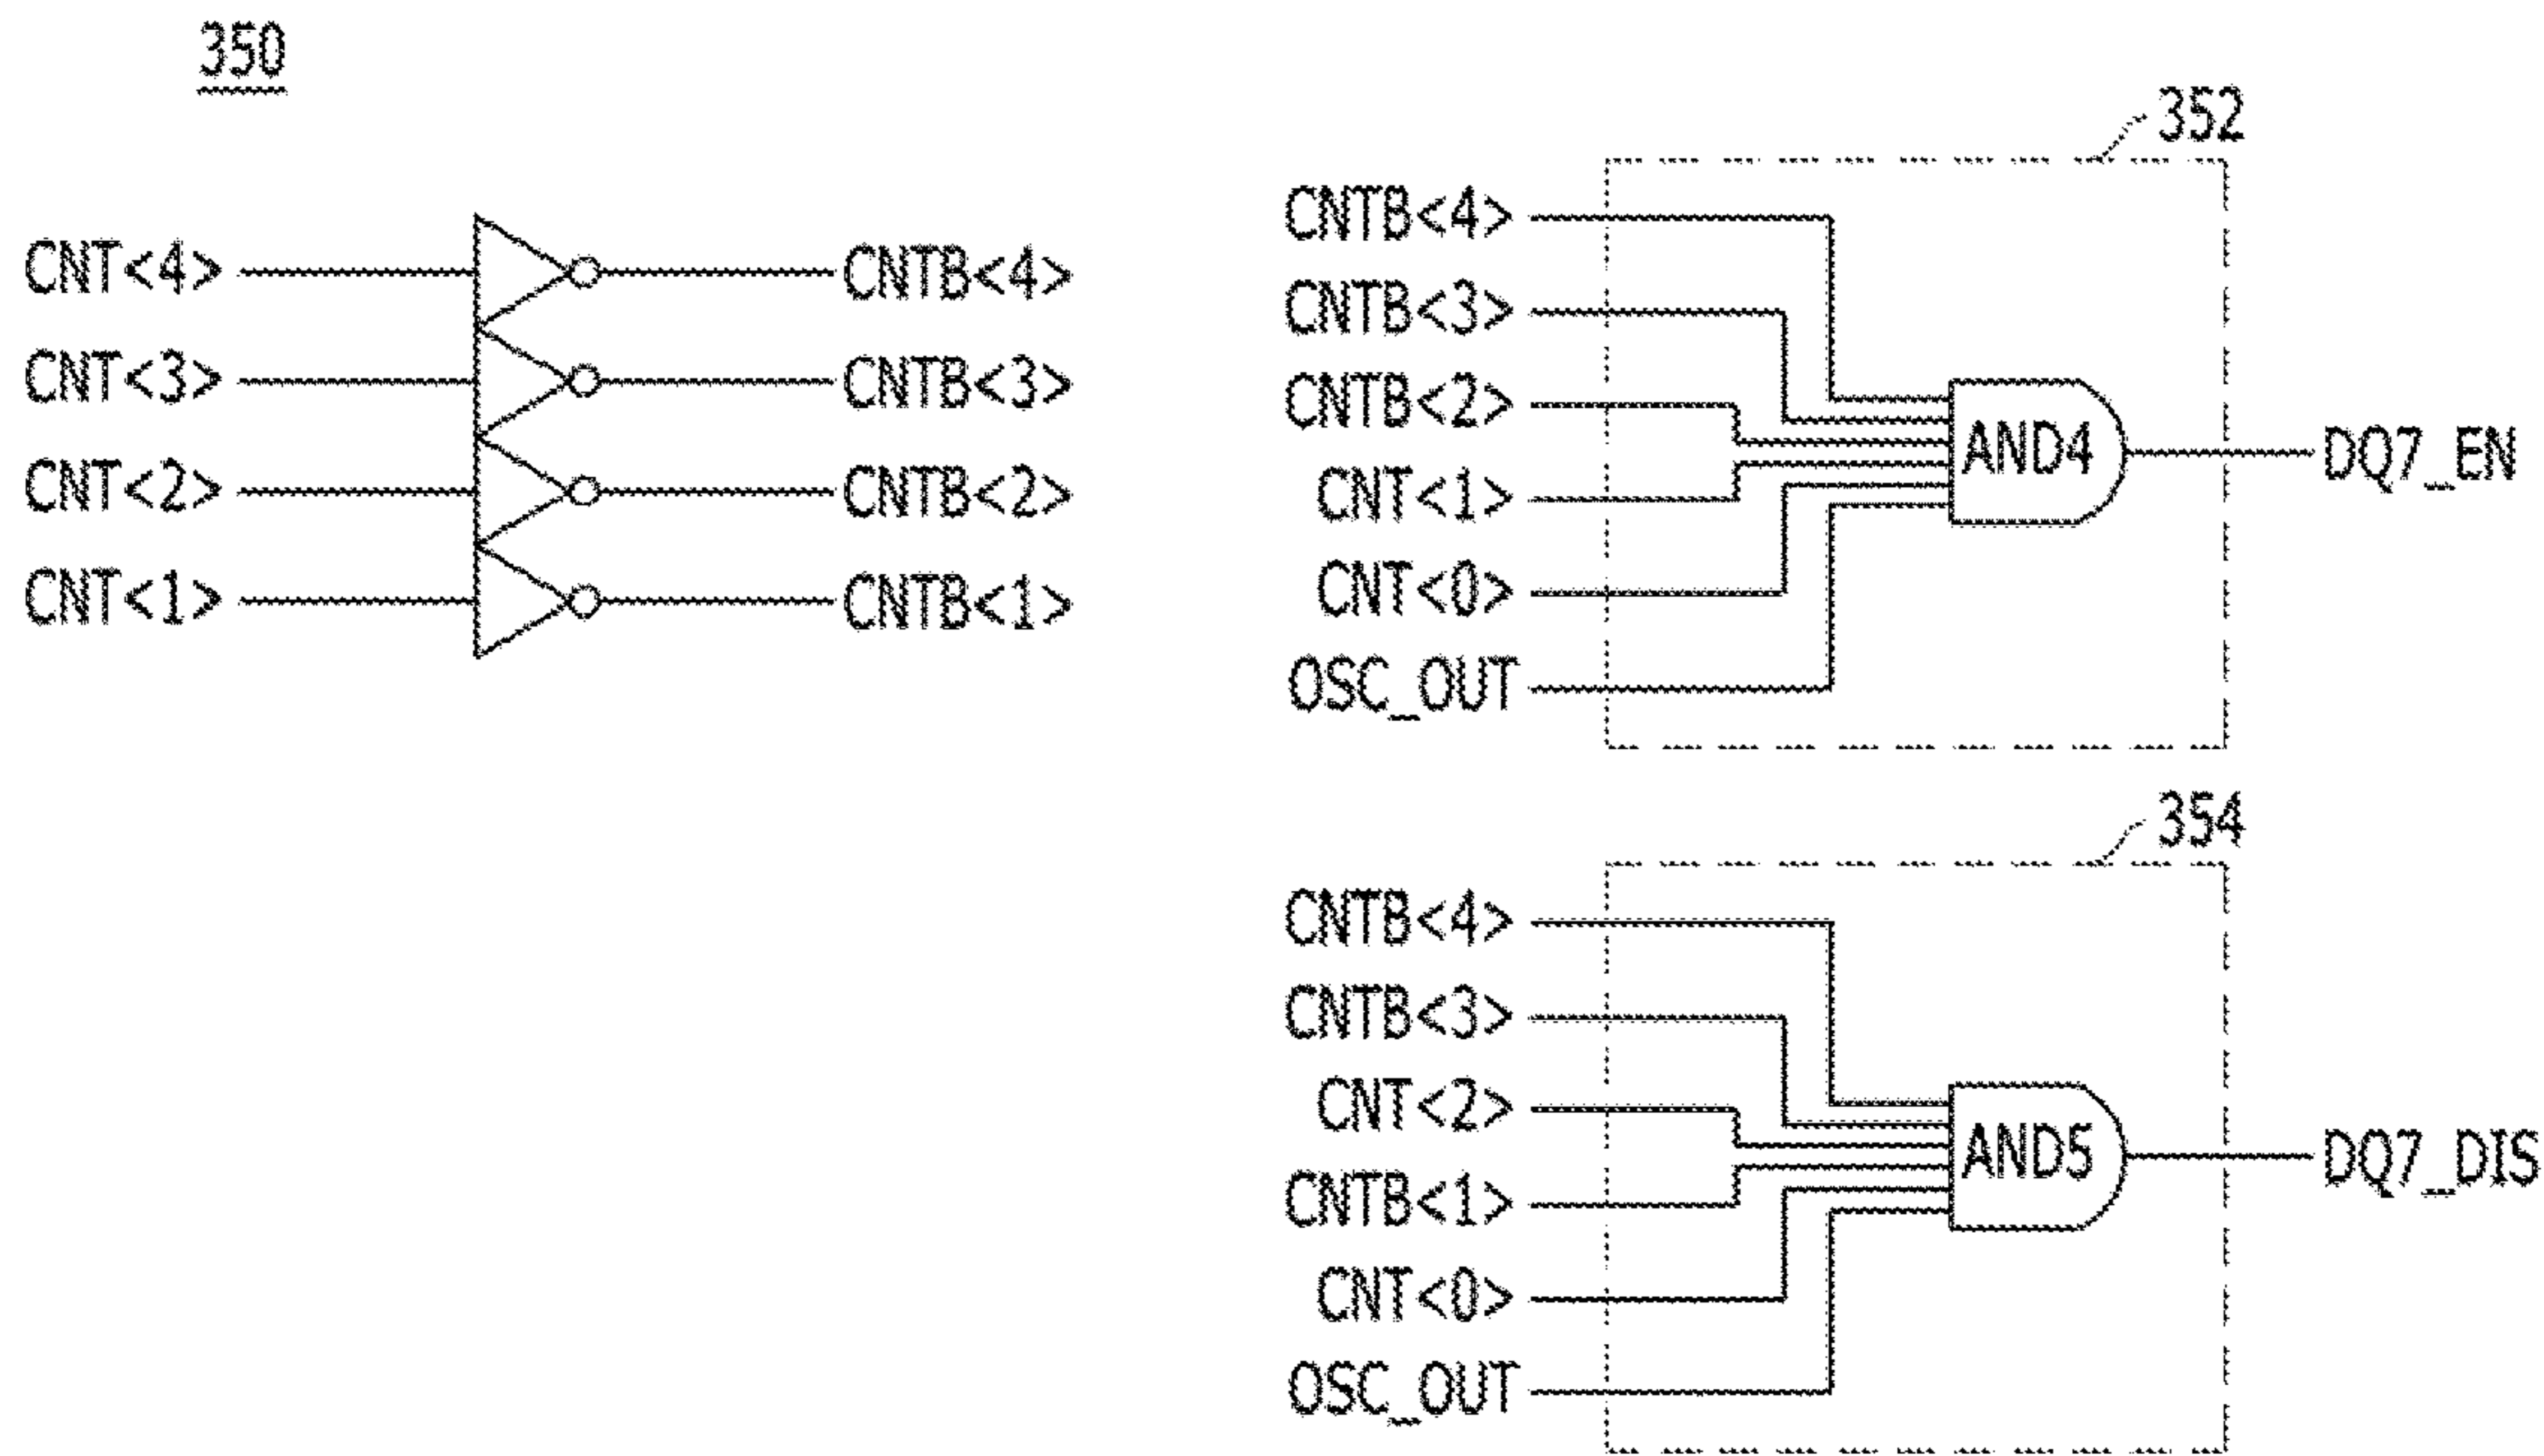 350
CNT<4> CNTB<4>
CNT<3> CNTB<3>
CNT<2> CNTB<2>
CNT<1> CNTB<1>
352
CNTB<4>
CNTB<3>
CNTB<2>
CNT<1>
CNT<0>
OSC_OUT
AND4
DQ7_EN
354
CNTB<4>
CNTB<3>
CNT<2>
CNTB<1>
CNT<0>
OSC_OUT
AND5
DQ7_DIS